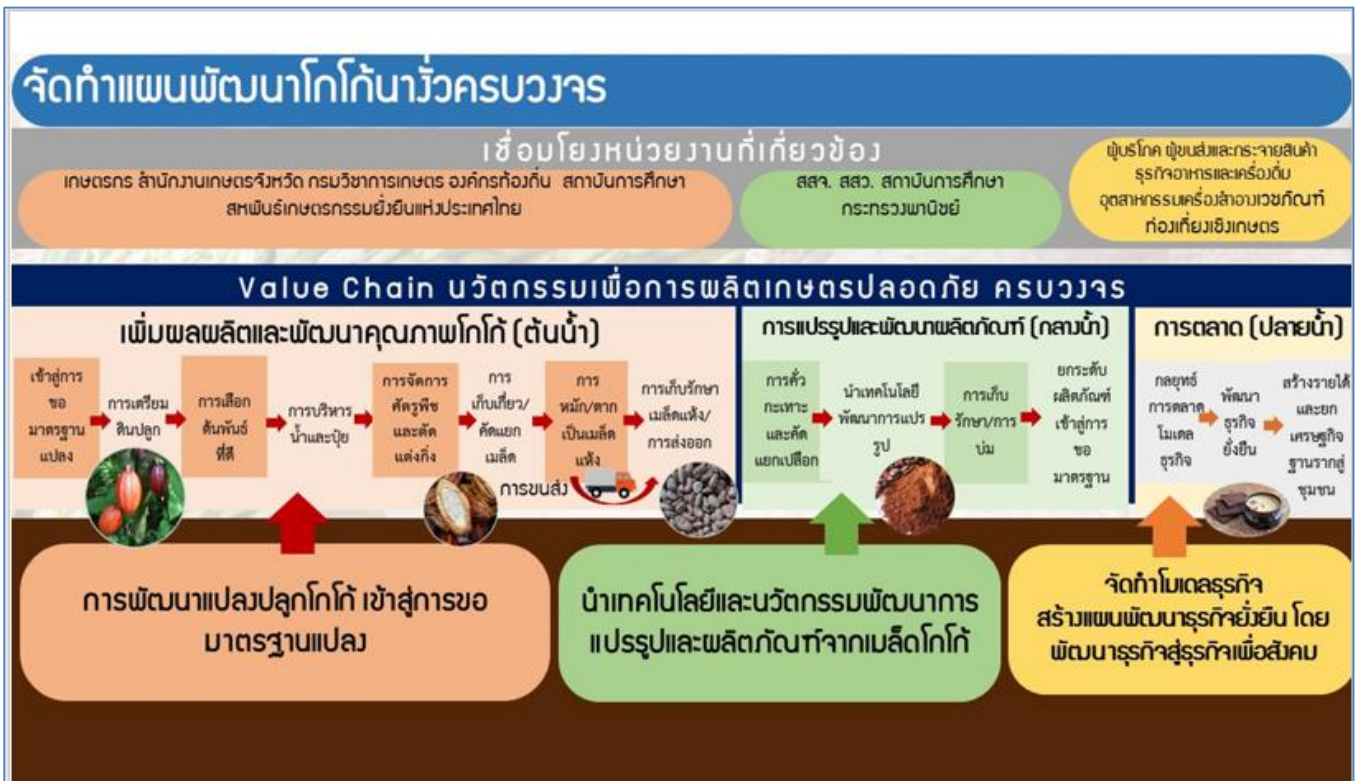 จัดทำแผนพัฒนาโกโก้นางั่วครบวงจร
เชื่อมโยงหน่วยงานที่เกี่ยวข้อง
เกษตรกร สำนักงานเกษตรจังหวัด กรมวิชาการเกษตร องค์กรท้องถิ่น สถาบันการศึกษา
สหพันธ์เกษตรกรรมยั่งยืนแห่งประเทศไทย
สสจ. สสว. สถาบันการศึกษา
กระทรวงพานิชย์
ผู้บริโภค ผู้ขนส่งและกระจายสินค้า
ธุรกิจอาหารและเครื่องดื่ม
อุตสาหกรรมเครื่องสำอางเวชภัณฑ์
ท่องเที่ยงเชิงเกษตร
Value Chain นวัตกรรมเพื่อการผลิตเกษตรปลอดภัย ครบวงจร
เพิ่มผลผลิตและพัฒนาคุณภาพโกโก้ (ต้นน้ำ)
เข้าสู่การ
ขอ
มาตรฐาน
แปลง
การเตรียม
ดินปลูก
การเลือก
ต้นพันธ์
ที่ดี
การบริหาร
น้ำและปุ๋ย
การจัดการ
ศัตรูพืช
และตัด
แต่งกิ่ง
การ
เก็บเกี่ยว/
คัดแยก
เมล็ด
การ
หมัก/ตาก
เป็นเมล็ด
แห้ง
การเก็บรักษา
เมล็ดแห้ง/
การส่งออก
การขนส่ง
การแปรรูปและพัฒนาผลิตภัณฑ์ (กลางน้ำ)
การคั่ว
กะเทาะ
และคัด
แยกเปลือก
นำเทคโนโลยี
พัฒนาการแปร
รูป
การเก็บ
รักษา/การ
บ่ม
ยกระดับ
ผลิตภัณฑ์
เข้าสู่การ
ขอ
มาตรฐาน
การตลาด (ปลายน้ำ)
กลยุทธ์
การตลาด
โมเดล
ธุรกิจ
พัฒนา
ธุรกิจ
ยั่งยืน
สร้างรายได้
และยก
เศรษฐกิจ
ฐานรากสู่
ชุมชน
การพัฒนาแปลงปลูกโกโก้ เข้าสู่การขอ
มาตรฐานแปลง
นำเทคโนโลยีและนวัตกรรมพัฒนาการ
แปรรูปและผลิตภัณฑ์จากเมล็ดโกโก้
จัดทำโมเดลธุรกิจ
สร้างแผนพัฒนาธุรกิจยั่งยืน โดย
พัฒนาธุรกิจสู่ธุรกิจเพื่อสังคม